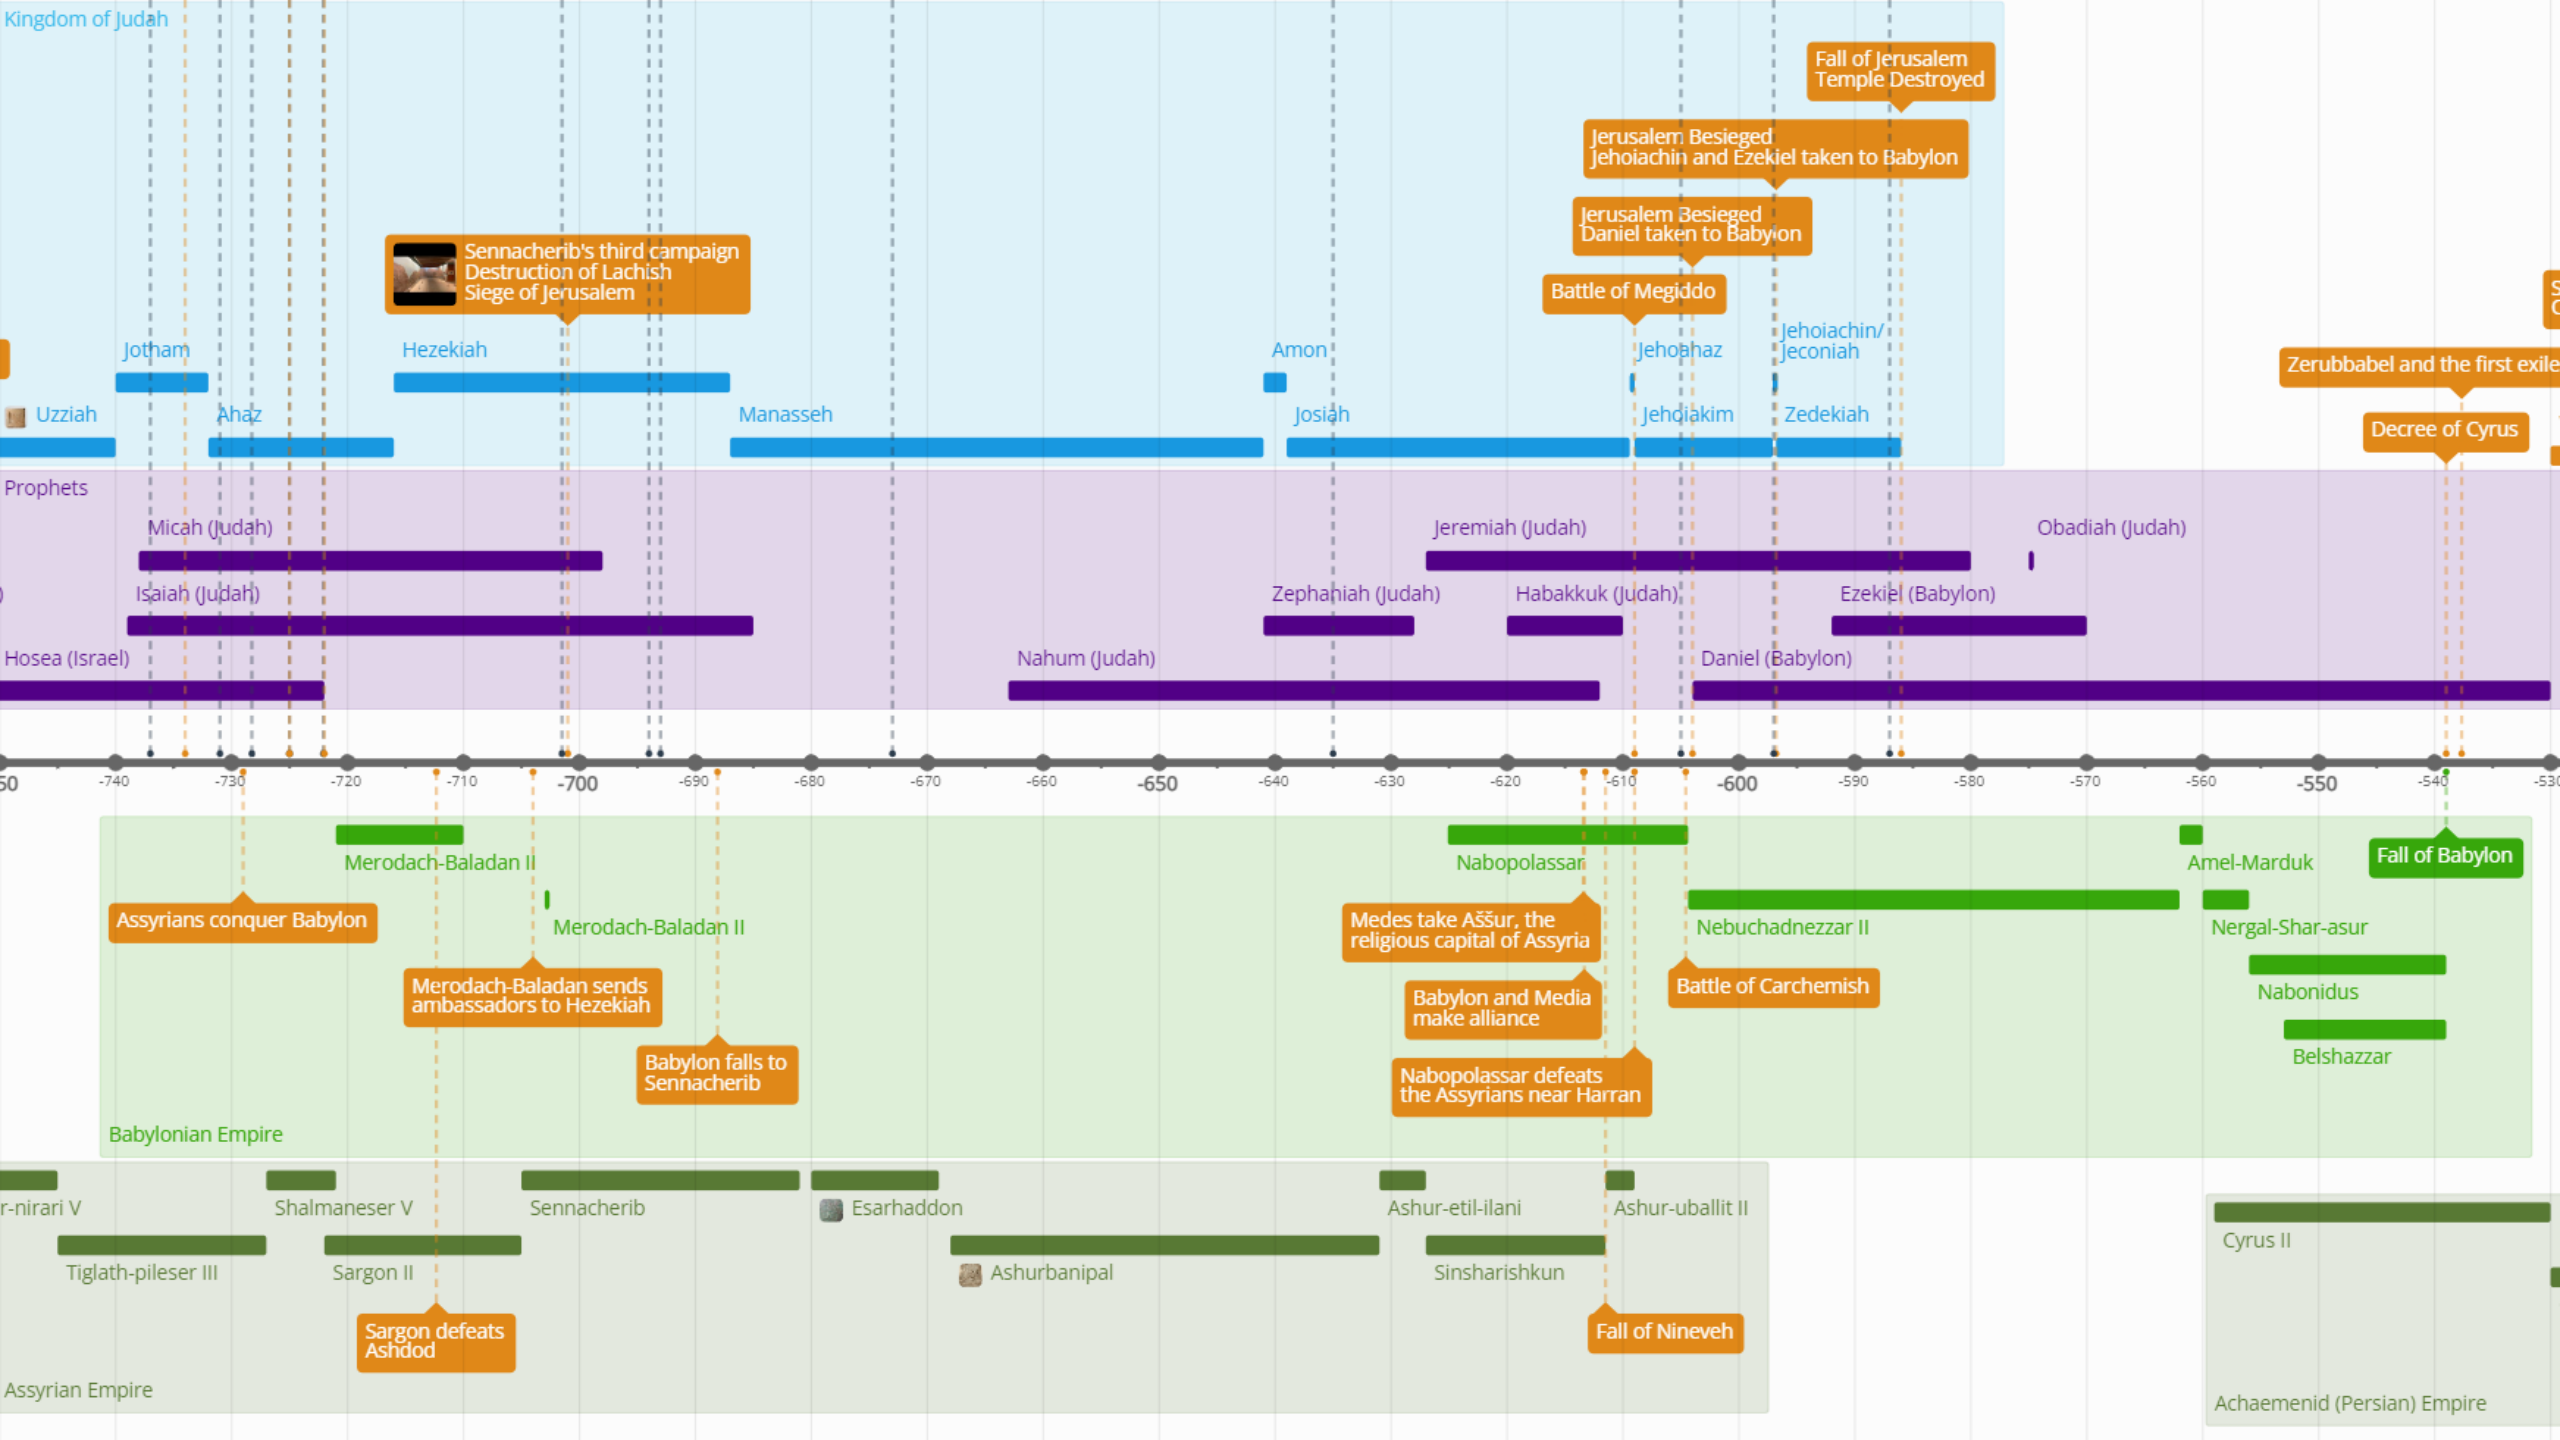 Kingdom of Judah
Fall of Jerusalem
Temple Destroyed
Jerusalem Besieged
Jehoiachin and Ezekiel taken to Babylon
Jerusalem Besieged
Daniel taken to Babylon
Sennacherib's third campaign
Destruction of Lachish
Siege of Jerusalem
Battle of Megiddo
Jehoiachin/
Jeconiah
Jotham
Hezekiah
Amon
Jehoahaz
Zerubbabel and the first exile
Uzziah
Ahaz
Manasseh
Josiah
Jehoiakim
Zedekiah
Decree of Cyrus
Prophets
Micah (Judah)
Jeremiah (Judah)
Obadiah (Judah)
Isaiah (Judah)
Zephaniah (Judah)
Habakkuk (Judah)
Ezekiel (Babylon)
Hosea (Israel)
Nahum (Judah)
Daniel (Babylon)
50 -740 -730 -720 -710 -700 -690 -680 -670 -660 -650 -640 -630 -620 -610 -600 -590 -580 -570 -560 -550 -540 -530
Merodach-Baladan II
Nabopolassar
Amel-Marduk
Fall of Babylon
Assyrians conquer Babylon
Merodach-Baladan II
Medes take Aššur, the
religious capital of Assyria
Nebuchadnezzar II
Nergal-Shar-asur
Merodach-Baladan sends
ambassadors to Hezekiah
Babylon and Media
make alliance
Battle of Carchemish
Nabonidus
Babylon falls to
Sennacherib
Nabopolassar defeats
the Assyrians near Harran
Belshazzar
Babylonian Empire
r-nirari V
Shalmaneser V
Sennacherib
Esarhaddon
Ashur-etil-ilani
Ashur-uballit II
Tiglath-pileser III
Sargon II
Ashurbanipal
Sinsharishkun
Cyrus II
Sargon defeats
Ashdod
Fall of Nineveh
Assyrian Empire
Achaemenid (Persian) Empire